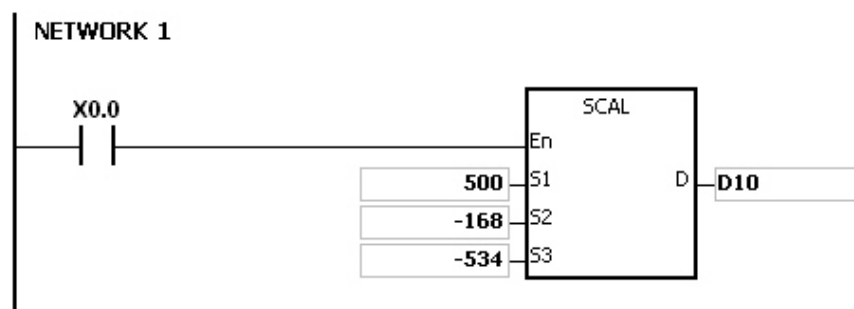 NETWORK 1
X0.0
SCAL
En
500 S1 D D10
-168 S2
-534 S3